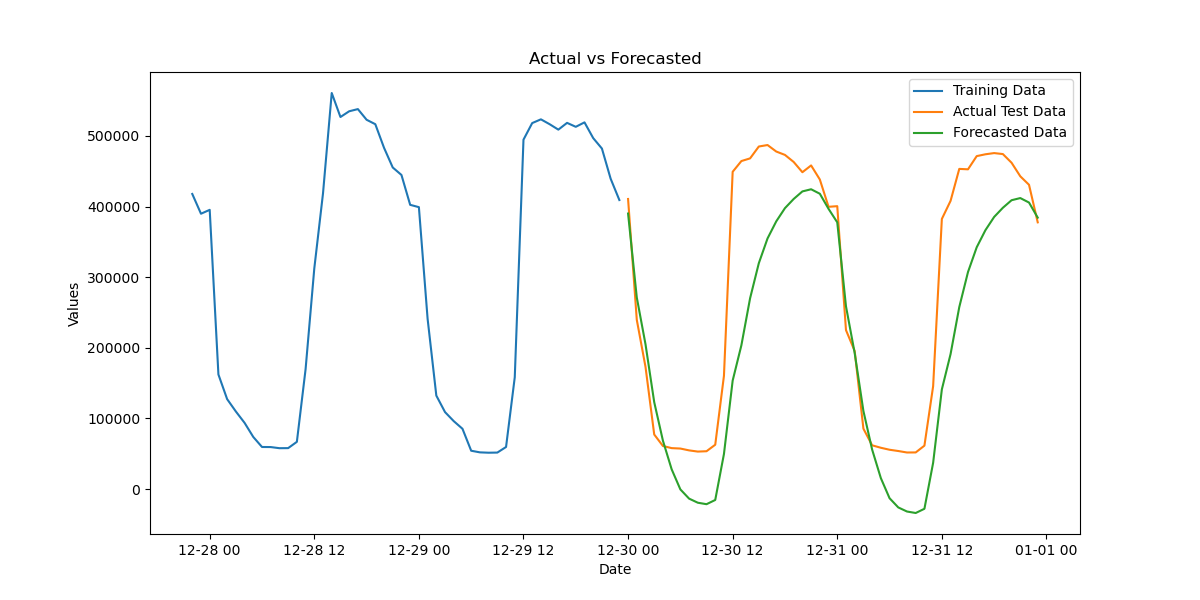 Actual vs Forecasted
Training Data
Actual Test Data
Forecasted Data
Values
500000
400000
300000
200000
100000
0
12-28 00 12-28 12 12-29 00 12-29 12 12-30 00 12-30 12 12-31 00 12-31 12 01-01 00
Date